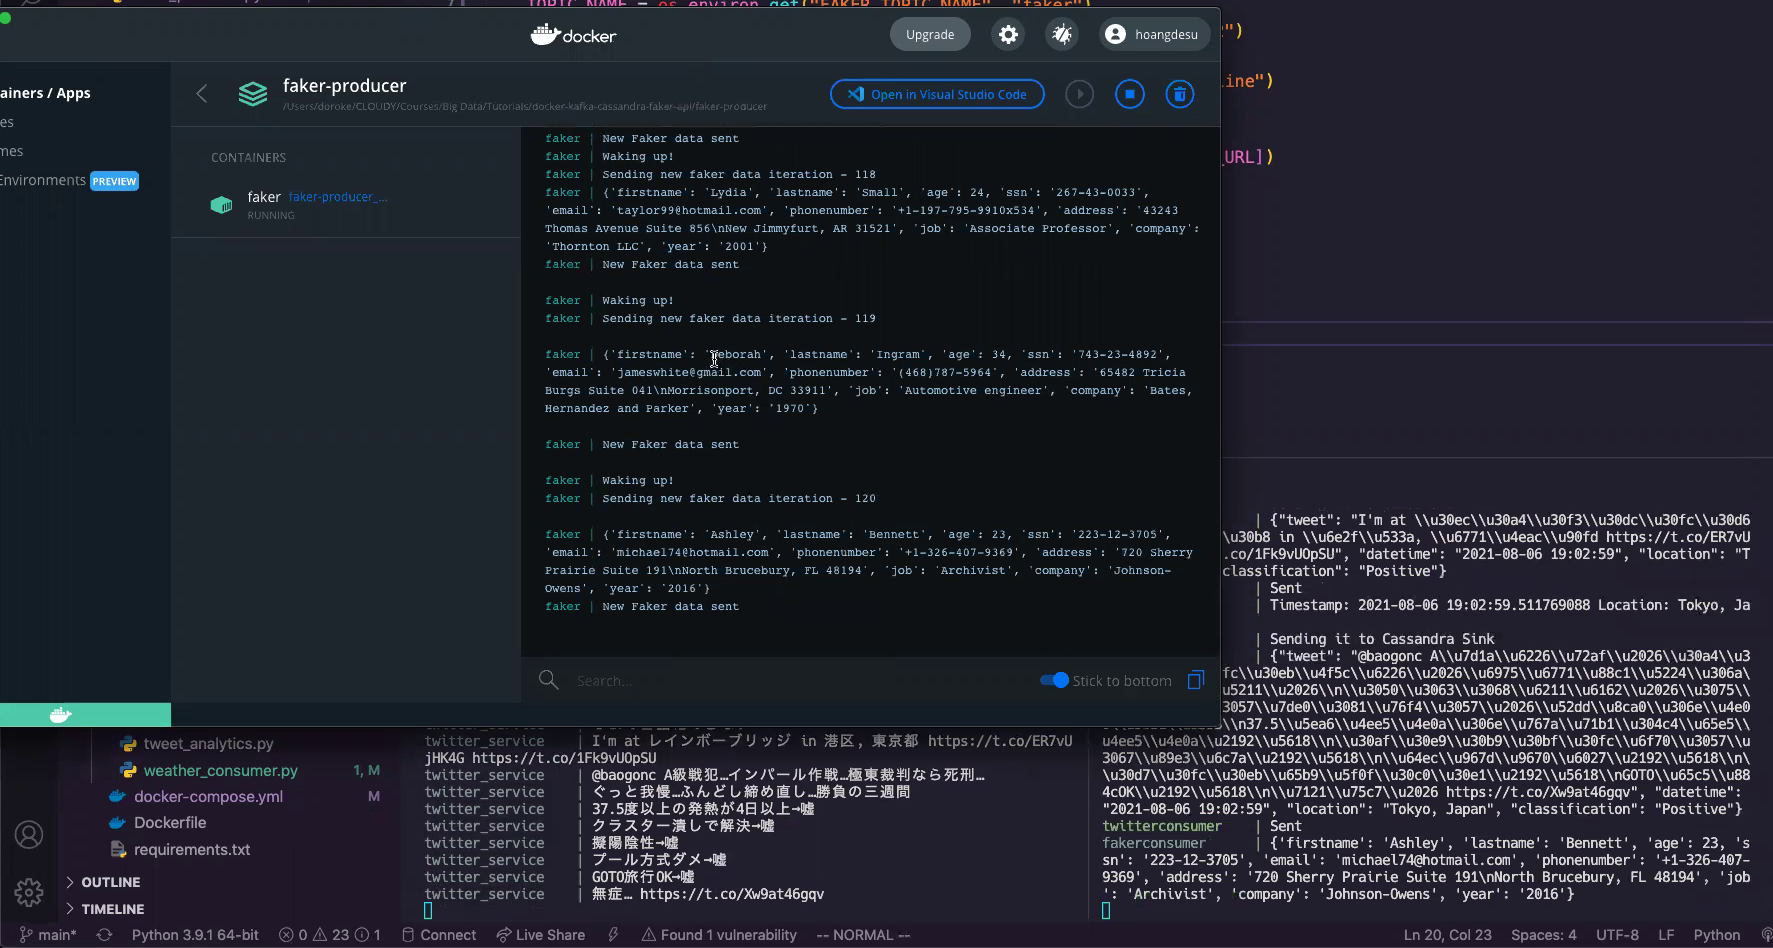 TOPIC_NAME = os.environ.get("FAKER_TOPIC_NAME", "faker")
")
line")
_URL])
docker
Upgrade
hoangdesu
ainers / Apps
es
mes
Environments PREVIEW
faker-producer
/Users/doroke/CLOUDY/Courses/Big Data/Tutorials/docker-kafka-cassandra-faker-api/faker-producer
Open in Visual Studio Code
CONTAINERS
faker faker-producer_...
RUNNING
faker | New Faker data sent
faker | Waking up!
faker | Sending new faker data iteration - 118
faker | {'firstname': 'Lydia', 'lastname': 'Small', 'age': 24, 'ssn': '267-43-0033',
'email': 'taylor99@hotmail.com', 'phonenumber': '+1-197-795-9910x534', 'address': '43243
Thomas Avenue Suite 856\nNew Jimmyfurt, AR 31521', 'job': 'Associate Professor', 'company':
'Thornton LLC', 'year': '2001'}
faker | New Faker data sent
faker | Waking up!
faker | Sending new faker data iteration - 119
faker | {'firstname': 'Deborah', 'lastname': 'Ingram', 'age': 34, 'ssn': '743-23-4892',
'email': 'jameswhite@gmail.com', 'phonenumber': '(468)787-5964', 'address': '65482 Tricia
Burgs Suite 041\nMorrisonport, DC 33911', 'job': 'Automotive engineer', 'company': 'Bates,
Hernandez and Parker', 'year': '1970'}
faker | New Faker data sent
faker | Waking up!
faker | Sending new faker data iteration - 120
faker | {'firstname': 'Ashley', 'lastname': 'Bennett', 'age': 23, 'ssn': '223-12-3705',
'email': 'michael74@hotmail.com', 'phonenumber': '+1-326-407-9369', 'address': '720 Sherry
Prairie Suite 191\nNorth Brucebury, FL 48194', 'job': 'Archivist', 'company': 'Johnson-
Owens', 'year': '2016'}
faker | New Faker data sent
Search...
Stick to bottom
tweet_analytics.py
weather_consumer.py 1, M
docker-compose.yml M
Dockerfile
requirements.txt
OUTLINE
TIMELINE
twitter_service | I'm at レインボーブリッジ in 港区, 東京都 https://t.co/ER7vU
jHK4G https://t.co/1Fk9vUOpSU
twitter_service | @baogonc A級戦犯…インパール作戦…極東裁判なら死刑…
twitter_service | ぐっと我慢…ふんどし締め直し…勝負の三週間
twitter_service | 37.5度以上の発熱が4日以上→嘘
twitter_service | クラスター潰しで解決→嘘
twitter_service | 擬陽陰性→嘘
twitter_service | プール方式ダメ→嘘
twitter_service | GOTO旅行OK→嘘
twitter_service | 無症… https://t.co/Xw9at46gqv
| {"tweet": "I'm at \\u30ec\\u30a4\\u30f3\\u30dc\\u30fc\\u30d6
\u30b8 in \\u6e2f\\u533a, \\u6771\\u4eac\\u90fd https://t.co/ER7vU
.co/1Fk9vUOpSU", "datetime": "2021-08-06 19:02:59", "location": "T
classification": "Positive"}
| Sent
| Timestamp: 2021-08-06 19:02:59.511769088 Location: Tokyo, Ja
| Sending it to Cassandra Sink
| {"tweet": "@baogonc A\\u7d1a\\u6226\\u72af\\u2026\\u30a4\\u3
fc\\u30eb\\u4f5c\\u6226\\u2026\\u6975\\u6771\\u88c1\\u5224\\u306a
u5211\\u2026\\n\\u3050\\u3063\\u3068\\u6211\\u6162\\u2026\\u3075\\
3057\\u7de0\\u3081\\u76f4\\u3057\\u2026\\u52dd\\u8ca0\\u306e\\u4e0
\\n37.5\\u5ea6\\u4ee5\\u4e0a\\u306e\\u767a\\u71b1\\u304c4\\u65e5\\
u4ee5\\u4e0a\\u2192\\u5618\\n\\u30af\\u30e9\\u30b9\\u30bf\\u30fc\\u6f70\\u3057\\u
3067\\u89e3\\u6c7a\\u2192\\u5618\\n\\u64ec\\u967d\\u9670\\u6027\\u2192\\u5618\\n\
\u30d7\\u30fc\\u30eb\\u65b9\\u5f0f\\u30c0\\u30e1\\u2192\\u5618\\nGOTO\\u65c5\\u88
4cOK\\u2192\\u5618\\n\\u7121\\u75c7\\u2026 https://t.co/Xw9at46gqv", "datetime":
"2021-08-06 19:02:59", "location": "Tokyo, Japan", "classification": "Positive"}
twitterconsumer | Sent
fakerconsumer | {'firstname': 'Ashley', 'lastname': 'Bennett', 'age': 23, 's
sn': '223-12-3705', 'email': 'michael74@hotmail.com', 'phonenumber': '+1-326-407-
9369', 'address': '720 Sherry Prairie Suite 191\nNorth Brucebury, FL 48194', 'job
': 'Archivist', 'company': 'Johnson-Owens', 'year': '2016'}
main* Python 3.9.1 64-bit 0 23 1 Connect Live Share Found 1 vulnerability -- NORMAL -- Ln 20, Col 23 Spaces: 4 UTF-8 LF Python